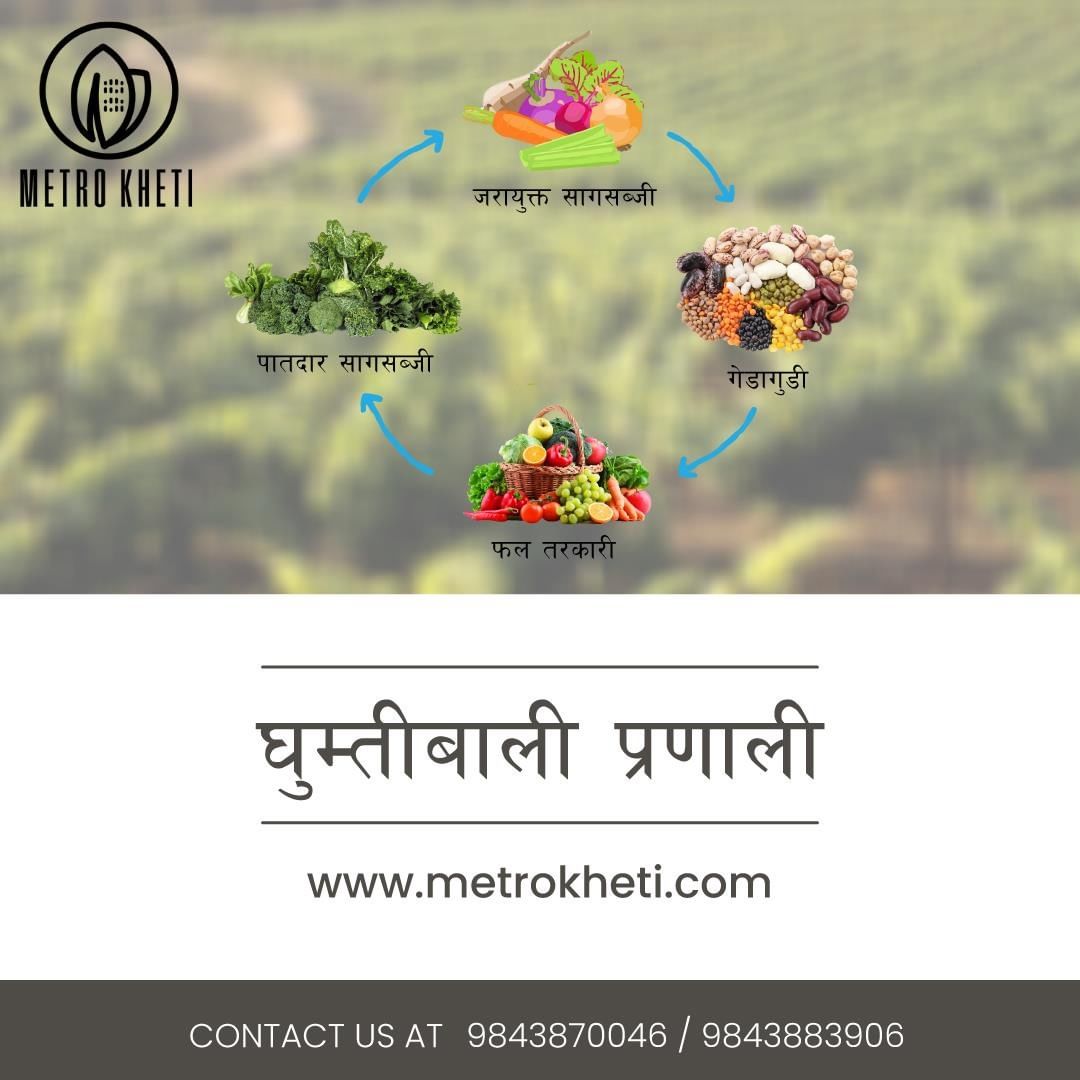 METRO KHETI
जरायुक्त सागसब्जी
पातदार सागसब्जी
गेडागुडी
फल तरकारी
घुम्तीबाली प्रणाली
www.metrokheti.com
CONTACT US AT 9843870046 / 9843883906